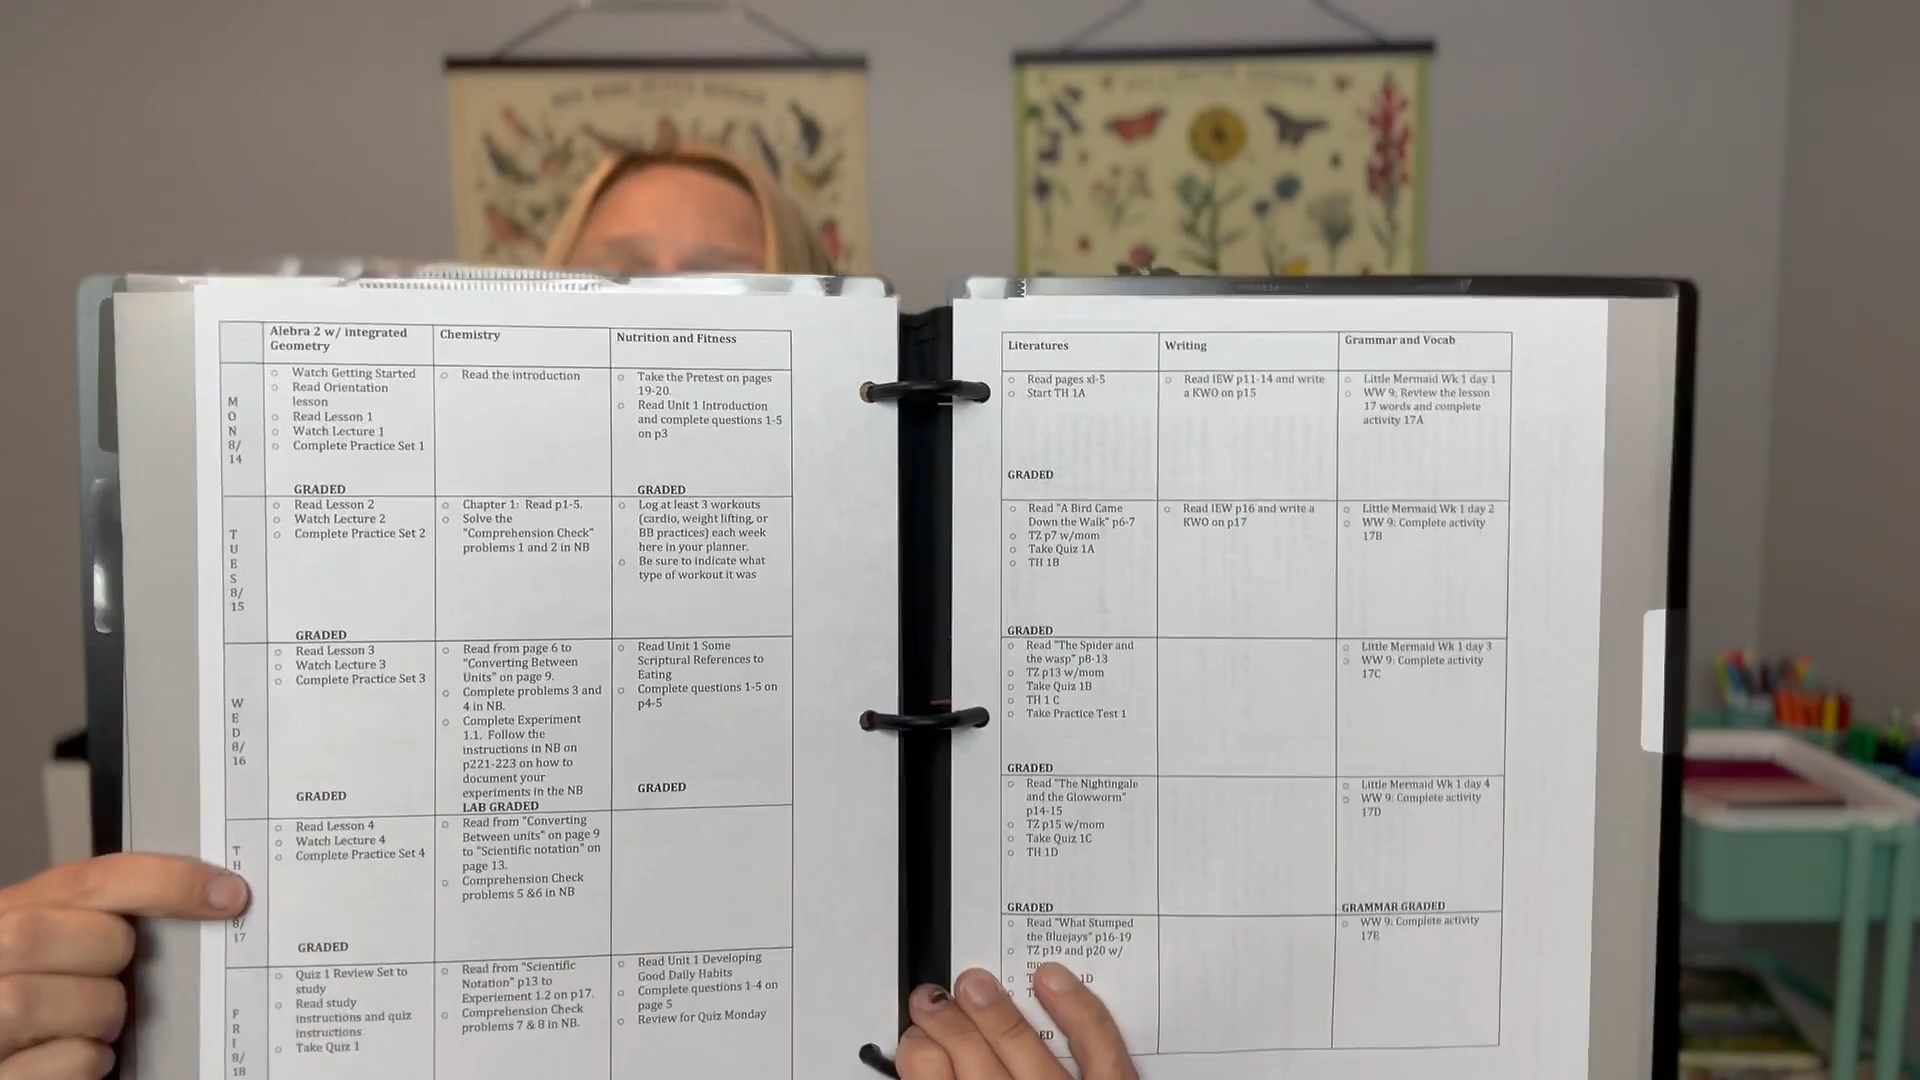 Alebra 2 w/ integrated
Geometry
Chemistry
Nutrition and Fitness
M
O
N
8/
14
Watch Getting Started
Read Orientation
lesson
Read Lesson 1
Watch Lecture 1
Complete Practice Set 1
GRADED
Read the introduction
Take the Pretest on pages
19-20.
Read Unit 1 Introduction
and complete questions 1-5
on p3
GRADED
T
U
E
S
8/
15
Read Lesson 2
Watch Lecture 2
Complete Practice Set 2
GRADED
Chapter 1: Read p1-5.
Solve the
"Comprehension Check"
problems 1 and 2 in NB
Log at least 3 workouts
(cardio, weight lifting, or
BB practices) each week
here in your planner.
Be sure to indicate what
type of workout it was
W
E
D
8/
16
Read Lesson 3
Watch Lecture 3
Complete Practice Set 3
GRADED
Read from page 6 to
"Converting Between
Units" on page 9.
Complete problems 3 and
4 in NB.
Complete Experiment
1.1. Follow the
instructions in NB on
p221-223 on how to
document your
experiments in the NB
LAB GRADED
Read Unit 1 Some
Scriptural References to
Eating
Complete questions 1-5 on
p4-5
GRADED
T
H
8/
17
Read Lesson 4
Watch Lecture 4
Complete Practice Set 4
GRADED
Read from "Converting
Between units" on page 9
to "Scientific notation" on
page 13.
Comprehension Check
problems 5 &6 in NB
F
R
I
8/
18
Quiz 1 Review Set to
study
Read study
instructions and quiz
instructions
Take Quiz 1
Read from "Scientific
Notation" p13 to
Experiement 1.2 on p17.
Comprehension Check
problems 7 & 8 in NB.
Read Unit 1 Developing
Good Daily Habits
Complete questions 1-4 on
page 5
Review for Quiz Monday
Literatures
Writing
Grammar and Vocab
Read pages xl-5
Start TH 1A
GRADED
Read IEW p11-14 and write
a KWO on p15
Little Mermaid Wk 1 day 1
WW 9: Review the lesson
17 words and complete
activity 17A
Read "A Bird Came
Down the Walk" p6-7
TZ p7 w/mom
Take Quiz 1A
TH 1B
GRADED
Read IEW p16 and write a
KWO on p17
Little Mermaid Wk 1 day 2
WW 9: Complete activity
17B
Read "The Spider and
the wasp" p8-13
TZ p13 w/mom
Take Quiz 1B
TH 1 C
Take Practice Test 1
GRADED
Little Mermaid Wk 1 day 3
WW 9: Complete activity
17C
Read "The Nightingale
and the Glowworm"
p14-15
TZ p15 w/mom
Take Quiz 1C
TH 1D
GRADED
Little Mermaid Wk 1 day 4
WW 9: Complete activity
17D
GRAMMAR GRADED
Read "What Stumped
the Bluejays" p16-19
TZ p19 and p20 w/
1D
ED
WW 9: Complete activity
17E